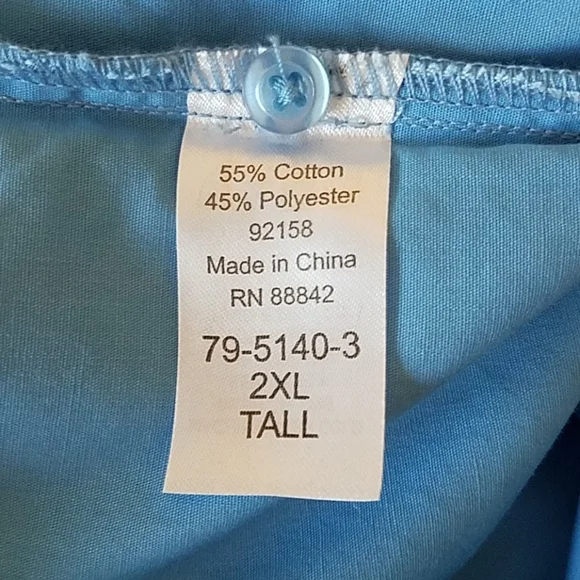 55% Cotton
45% Polyester
92158
Made in China
RN 88842
79-5140-3
2XL
TALL